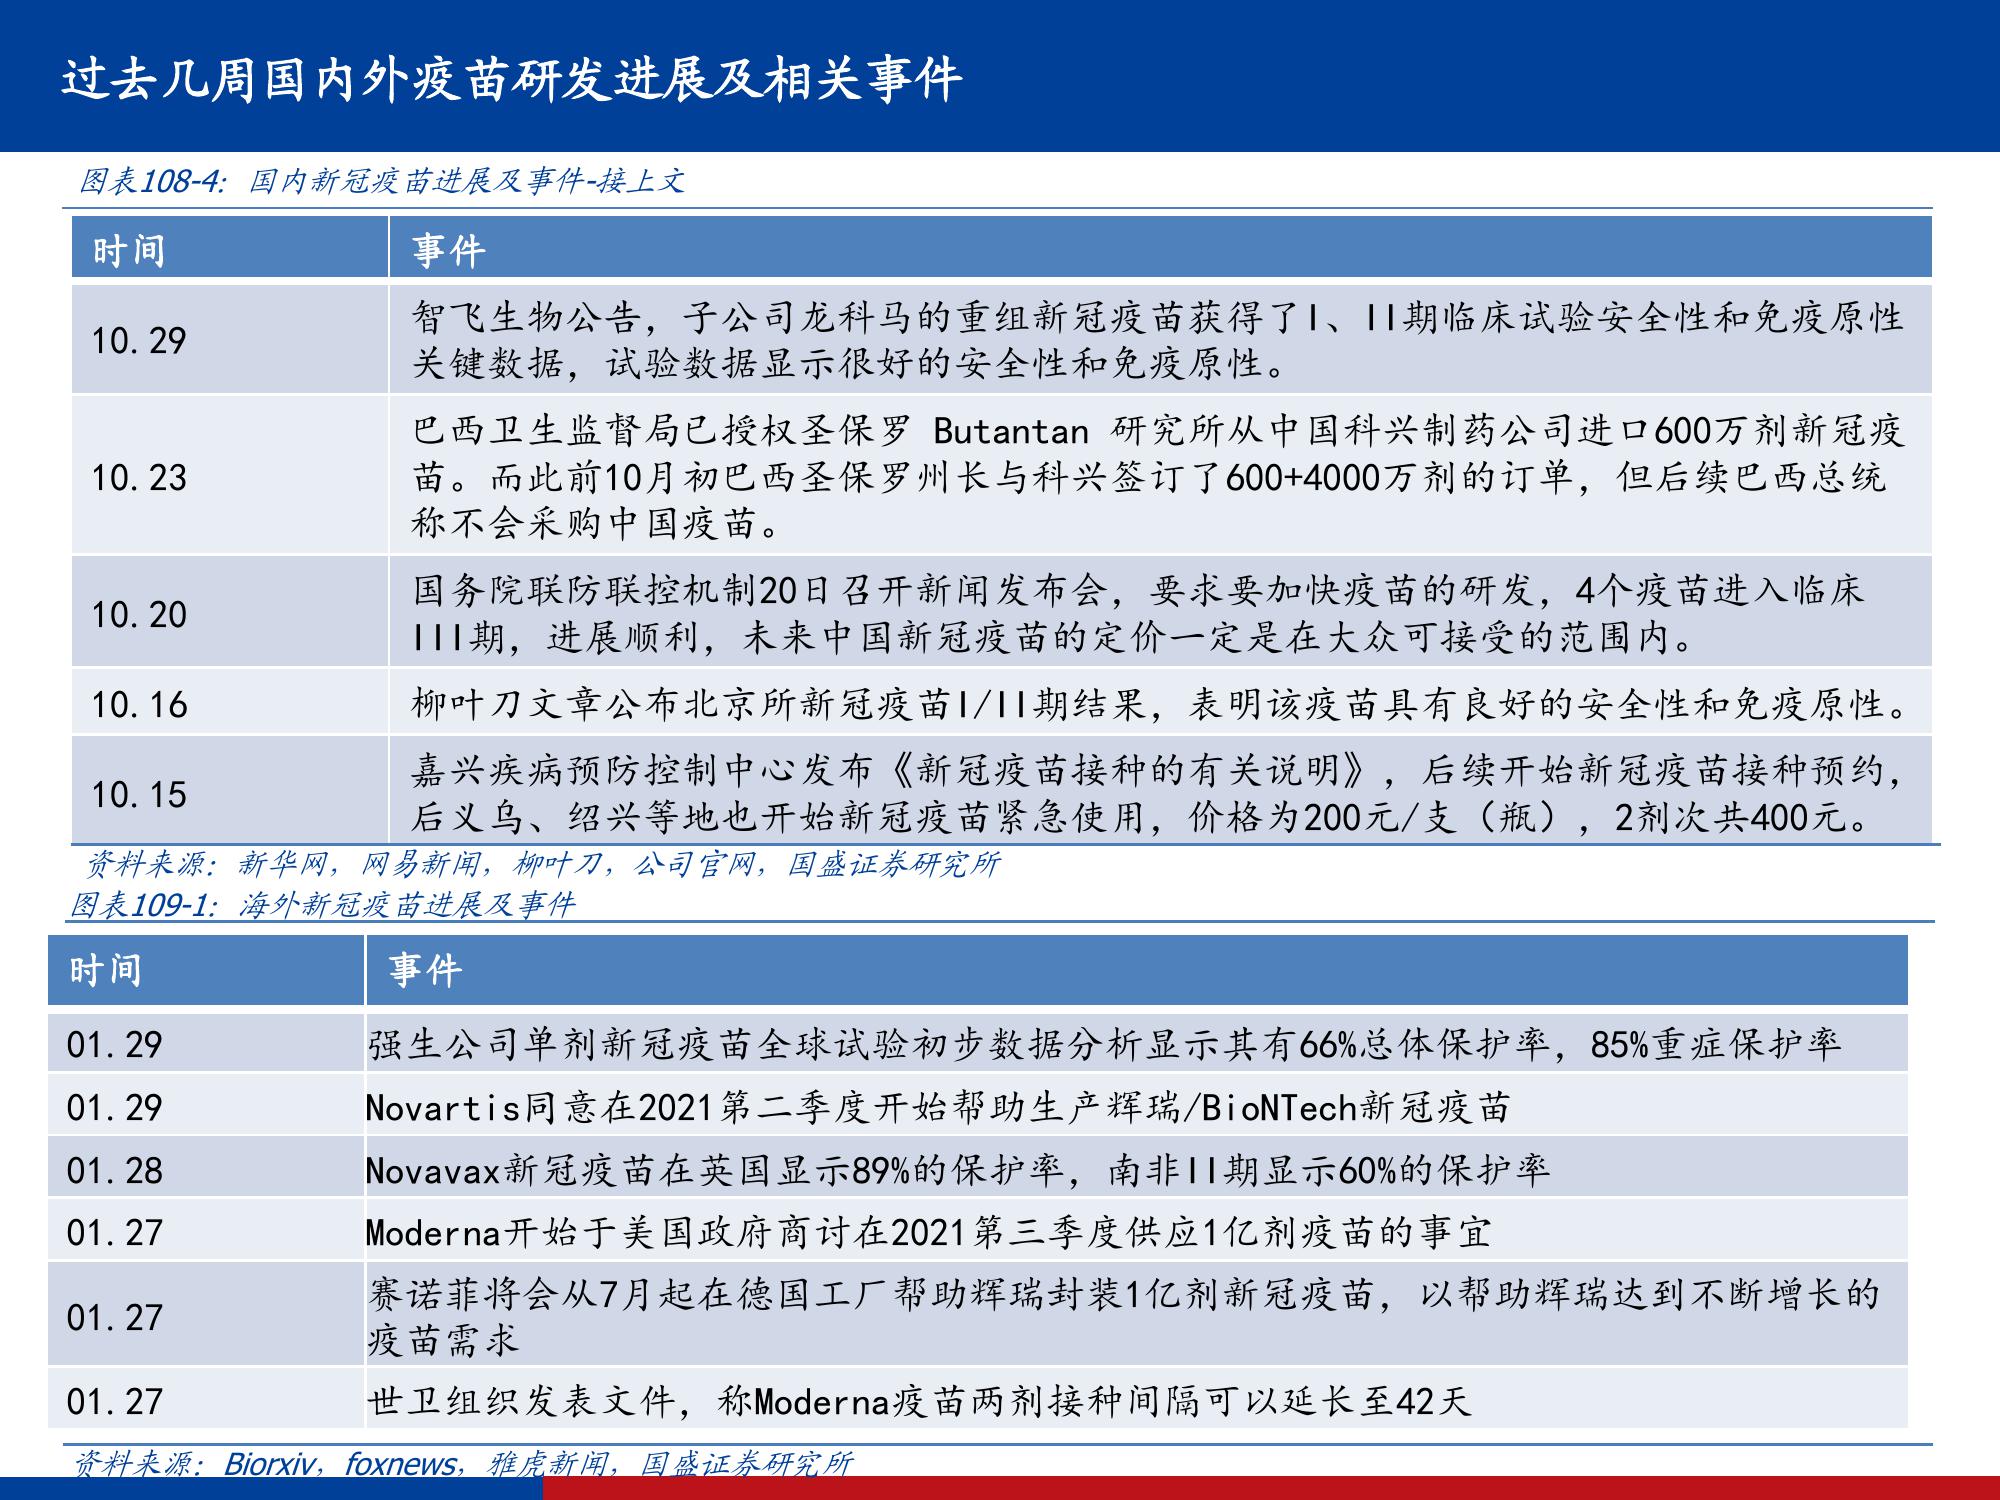 过去几周国内外疫苗研发进展及相关事件
图表108-4：国内新冠疫苗进展及事件-接上文
时间 事件
10.29 智飞生物公告，子公司龙科马的重组新冠疫苗获得了I、II期临床试验安全性和免疫原性
关键数据，试验数据显示很好的安全性和免疫原性。
10.23 巴西卫生监督局已授权圣保罗 Butantan 研究所从中国科兴制药公司进口600万剂新冠疫
苗。而此前10月初巴西圣保罗州长与科兴签订了600+4000万剂的订单，但后续巴西总统
称不会采购中国疫苗。
10.20 国务院联防联控机制20日召开新闻发布会，要求要加快疫苗的研发，4个疫苗进入临床
III期，进展顺利，未来中国新冠疫苗的定价一定是在大众可接受的范围内。
10.16 柳叶刀文章公布北京所新冠疫苗I/II期结果，表明该疫苗具有良好的安全性和免疫原性。
10.15 嘉兴疾病预防控制中心发布《新冠疫苗接种的有关说明》，后续开始新冠疫苗接种预约，
后义乌、绍兴等地也开始新冠疫苗紧急使用，价格为200元/支（瓶），2剂次共400元。
资料来源：新华网，网易新闻，柳叶刀，公司官网，国盛证券研究所
图表109-1：海外新冠疫苗进展及事件
时间 事件
01.29 强生公司单剂新冠疫苗全球试验初步数据分析显示其有66%总体保护率，85%重症保护率
01.29 Novartis同意在2021第二季度开始帮助生产辉瑞/BioNTech新冠疫苗
01.28 Novavax新冠疫苗在英国显示89%的保护率，南非II期显示60%的保护率
01.27 Moderna开始于美国政府商讨在2021第三季度供应1亿剂疫苗的事宜
01.27 赛诺菲将会从7月起在德国工厂帮助辉瑞封装1亿剂新冠疫苗，以帮助辉瑞达到不断增长的
疫苗需求
01.27 世卫组织发表文件，称Moderna疫苗两剂接种间隔可以延长至42天
资料来源：Biorxiv，foxnews，雅虎新闻，国盛证券研究所